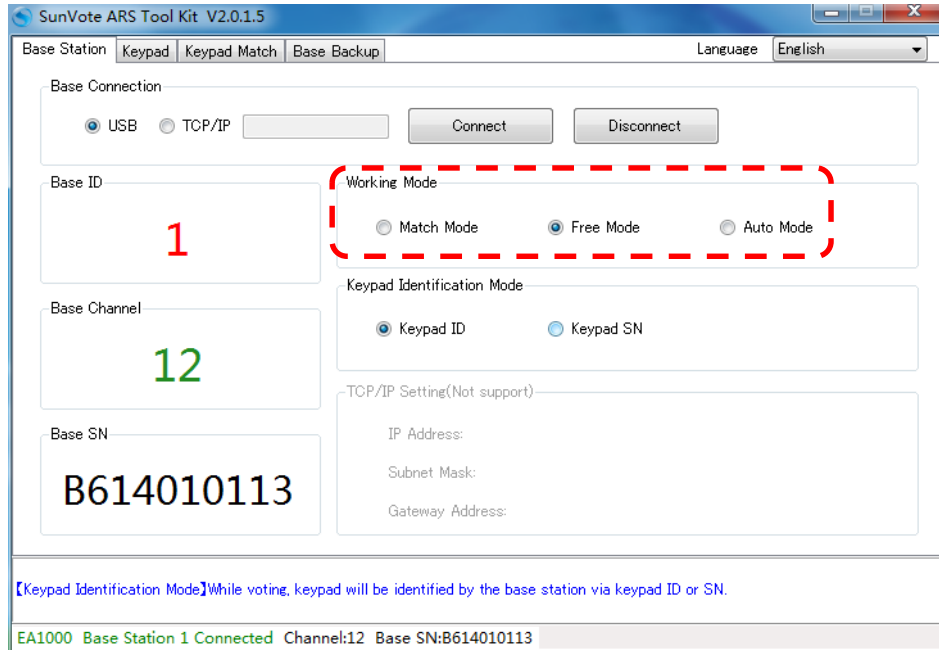 SunVote ARS Tool Kit V2.0.1.5
Base Station Keypad Keypad Match Base Backup Language English
Base Connection
USB TCP/IP Connect Disconnect
Base ID
1
Working Mode
Match Mode Free Mode Auto Mode
Keypad Identification Mode
Keypad ID Keypad SN
Base Channel
12
TCP/IP Setting(Not support)
IP Address:
Subnet Mask:
Gateway Address:
Base SN
B614010113
【Keypad Identification Mode】While voting, keypad will be identified by the base station via keypad ID or SN.
EA1000 Base Station 1 Connected Channel:12 Base SN:B614010113